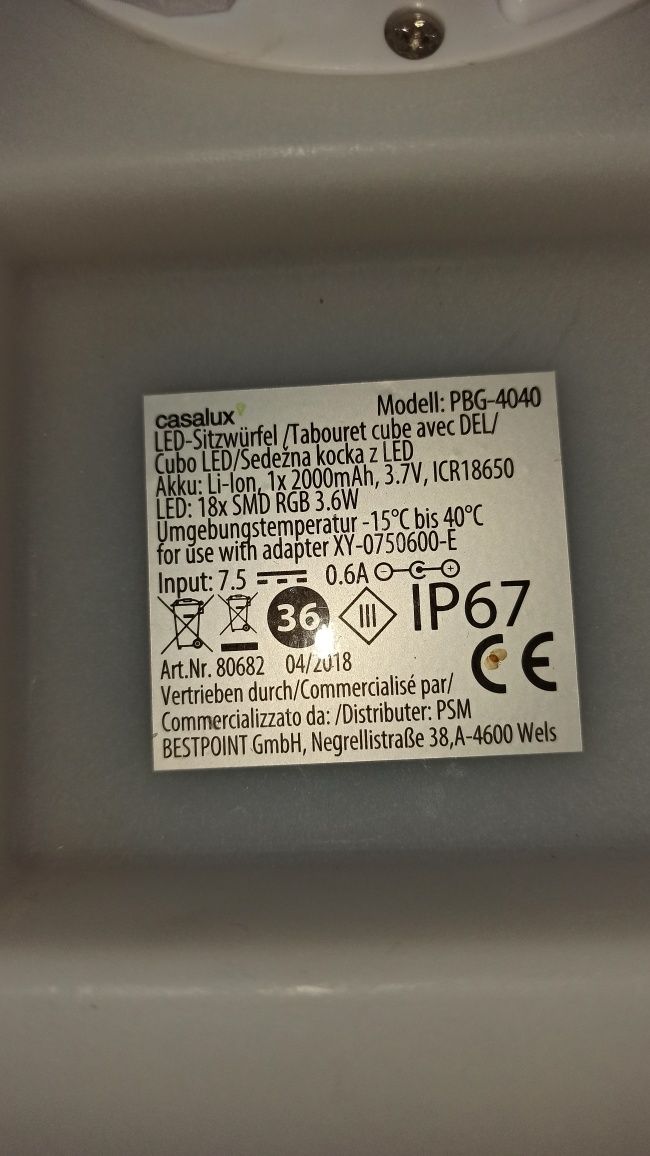 casalux Modell: PBG-4040
LED-Sitzwürfel /Tabouret cube avec DEL/
Cubo LED/Sedežna kocka z LED
Akku: Li-Ion, 1x 2000mAh, 3.7V, ICR18650
LED: 18x SMD RGB 3.6W
Umgebungstemperatur -15°C bis 40°C
for use with adapter XY-0750600-E
Input: 7.5 ⎓ 0.6A
36 III IP67
Art.Nr. 80682 04/2018 CE
Vertrieben durch/Commercialisé par/
Commercializzato da: /Distributer: PSM
BESTPOINT GmbH, Negrellistraße 38,A-4600 Wels